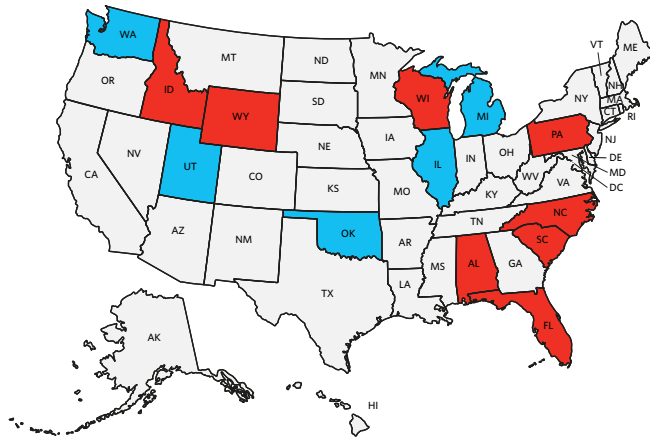 WA
MT
ND
MN
VT
ME
OR
ID
SD
WI
MI
NY
NH
MA
CT
RI
WY
IA
PA
NJ
NV
UT
NE
IL
IN
OH
DE
MD
DC
CA
CO
KS
MO
KY
WV
VA
AZ
NM
OK
AR
TN
NC
SC
TX
LA
MS
AL
GA
FL
AK
HI